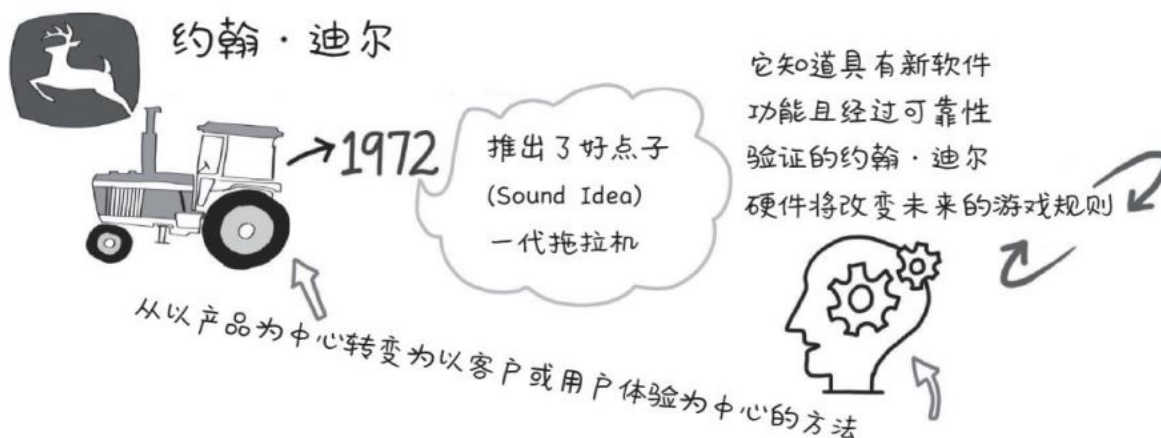 约翰·迪尔
1972
推出了好点子
(Sound Idea)
一代拖拉机
它知道具有新软件
功能且经过可靠性
验证的约翰·迪尔
硬件将改变未来的游戏规则
从以产品为中心转变为以客户或用户体验为中心的方法